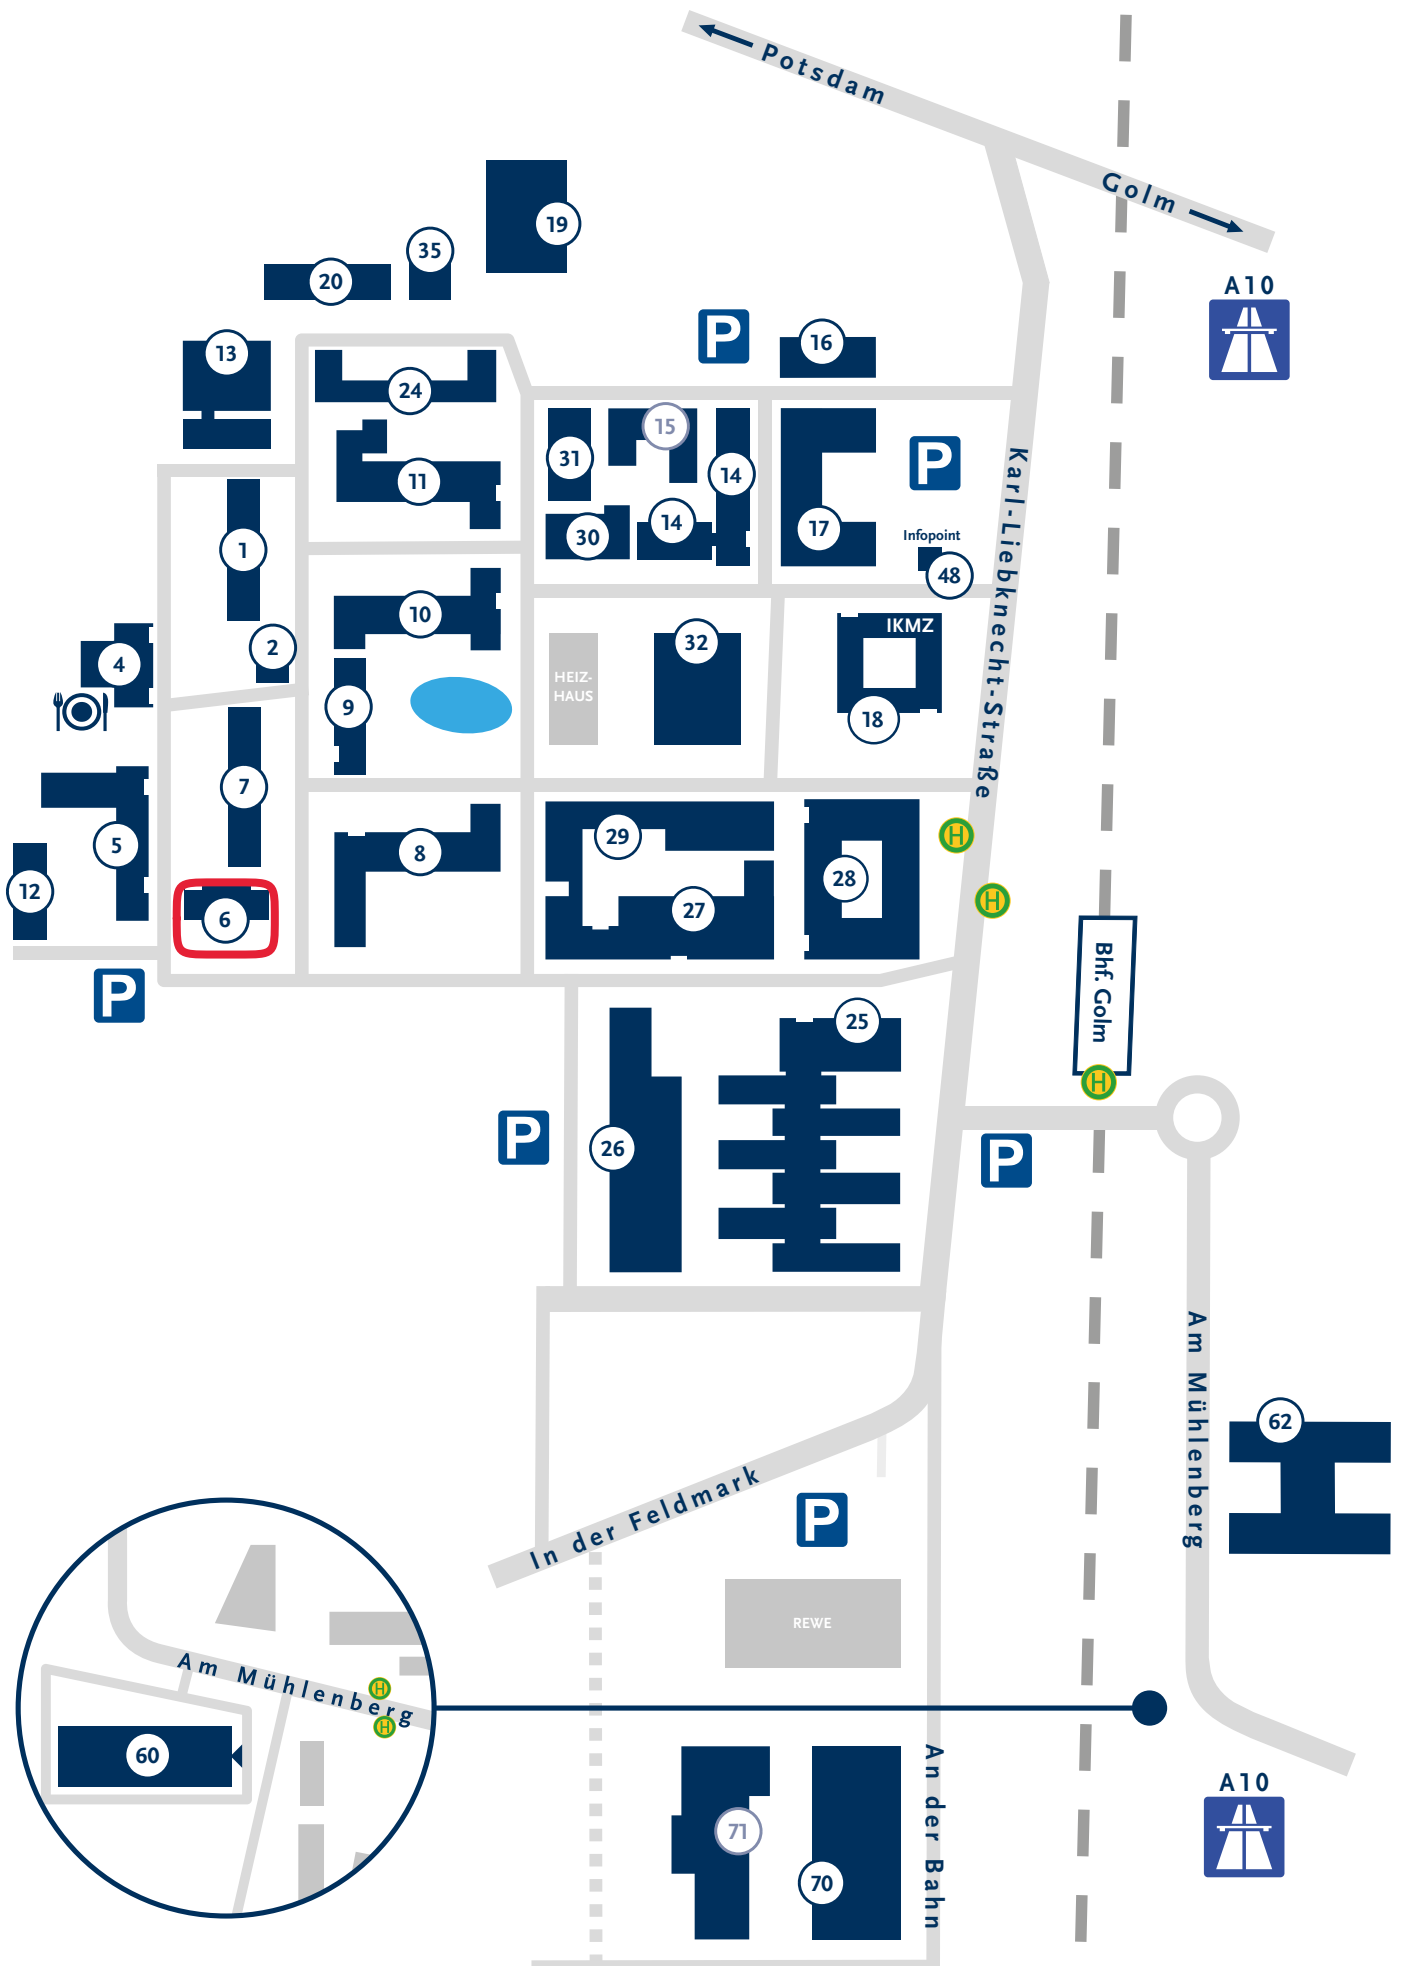 Potsdam
Golm
A10
19
35
20
13
16
24
15
31
14
11
14
30
17
Infopoint
48
1
10
IKMZ
32
2
4
HEIZ-
HAUS
9
18
Karl-Liebknecht-Straße
7
5
8
29
28
27
12
6
H
H
P
P
P
Bhf. Golm
H
25
26
P
P
Am Mühlenberg
62
In der Feldmark
P
REWE
Am Mühlenberg
H
H
60
An der Bahn
71
70
A10